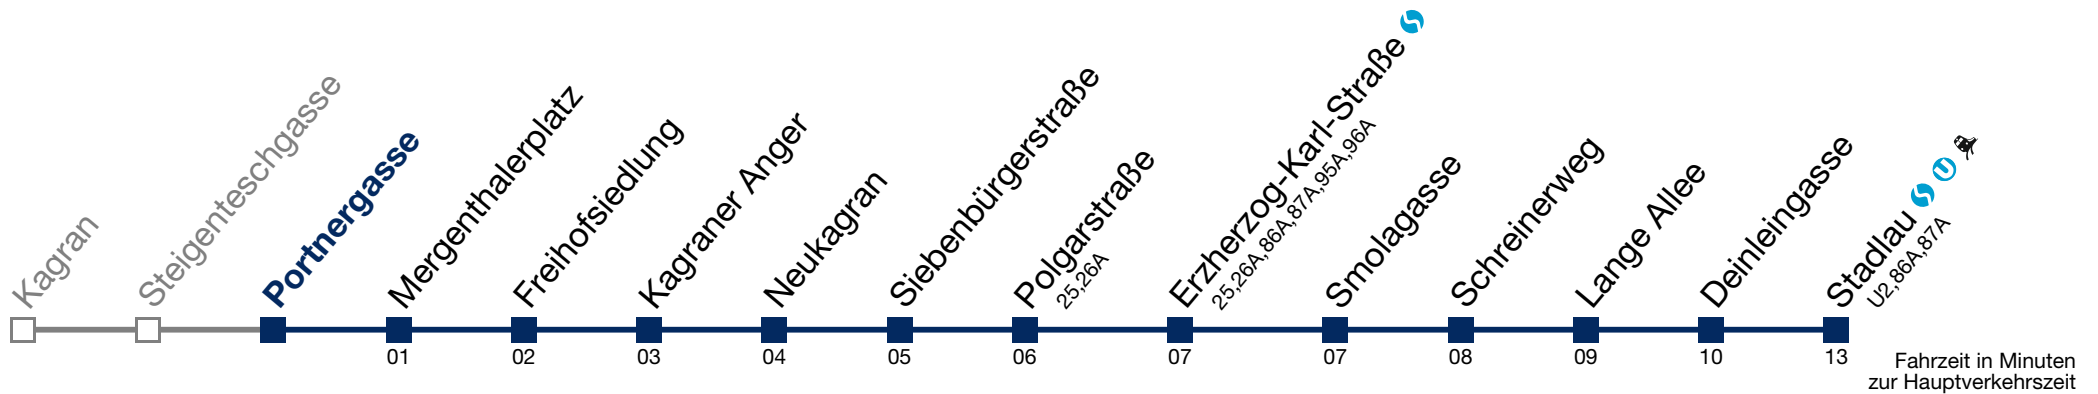 Kagran
Steigenteschgasse
Portnergasse
Mergenthalerplatz
Freihofsiedlung
Kagraner Anger
Neukagran
Siebenbürgerstraße
Polgarstraße
25,26A
Erzherzog-Karl-Straße
25,26A,86A,87A,95A,96A
Smolagasse
Schreinerweg
Lange Allee
Deinleingasse
Stadlau
U2,86A,87A
01 02 03 04 05 06 07 07 08 09 10 13
Fahrzeit in Minuten
zur Hauptverkehrszeit